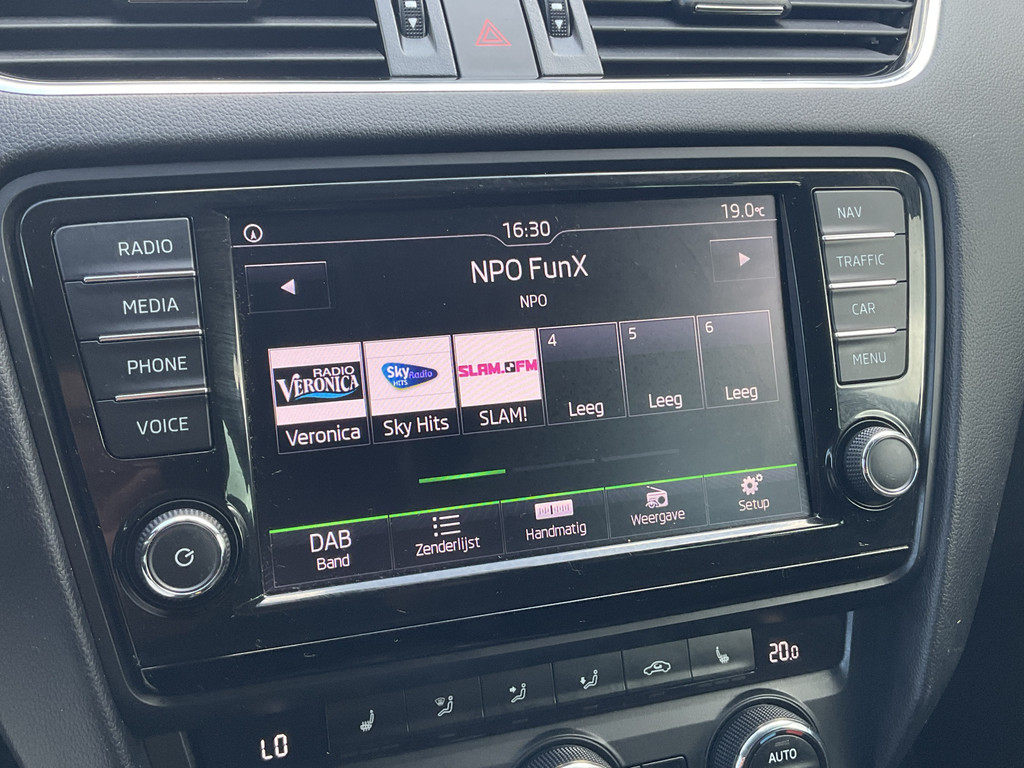 16:30
19.0°C
RADIO
MEDIA
PHONE
VOICE
NAV
TRAFFIC
CAR
MENU
NPO FunX
NPO
RADIO
VERONICA
Veronica
Sky Radio
HITS
Sky Hits
SLAM.FM
SLAM!
4
Leeg
5
Leeg
6
Leeg
DAB
Band
Zenderlijst
Handmatig
Weergave
Setup
LO
20.0
AUTO